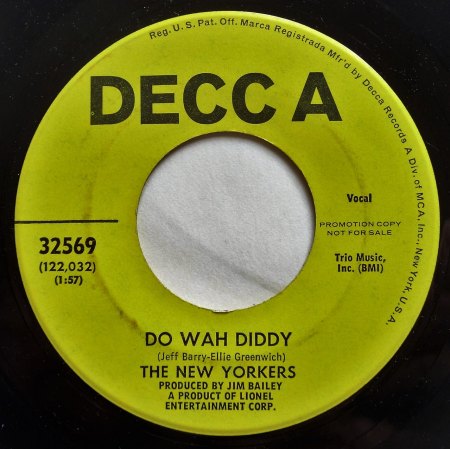 Reg. U.S. Pat. Off. Marca Registrada Mfr'd by Decca Records A Div. of MCA, Inc., New York, U.S.A.
DECCA
Vocal
PROMOTION COPY
NOT FOR SALE
32569
(122,032)
(1:57)
Trio Music,
Inc. (BMI)
DO WAH DIDDY
(Jeff Barry-Ellie Greenwich)
THE NEW YORKERS
PRODUCED BY JIM BAILEY
A PRODUCT OF LIONEL
ENTERTAINMENT CORP.